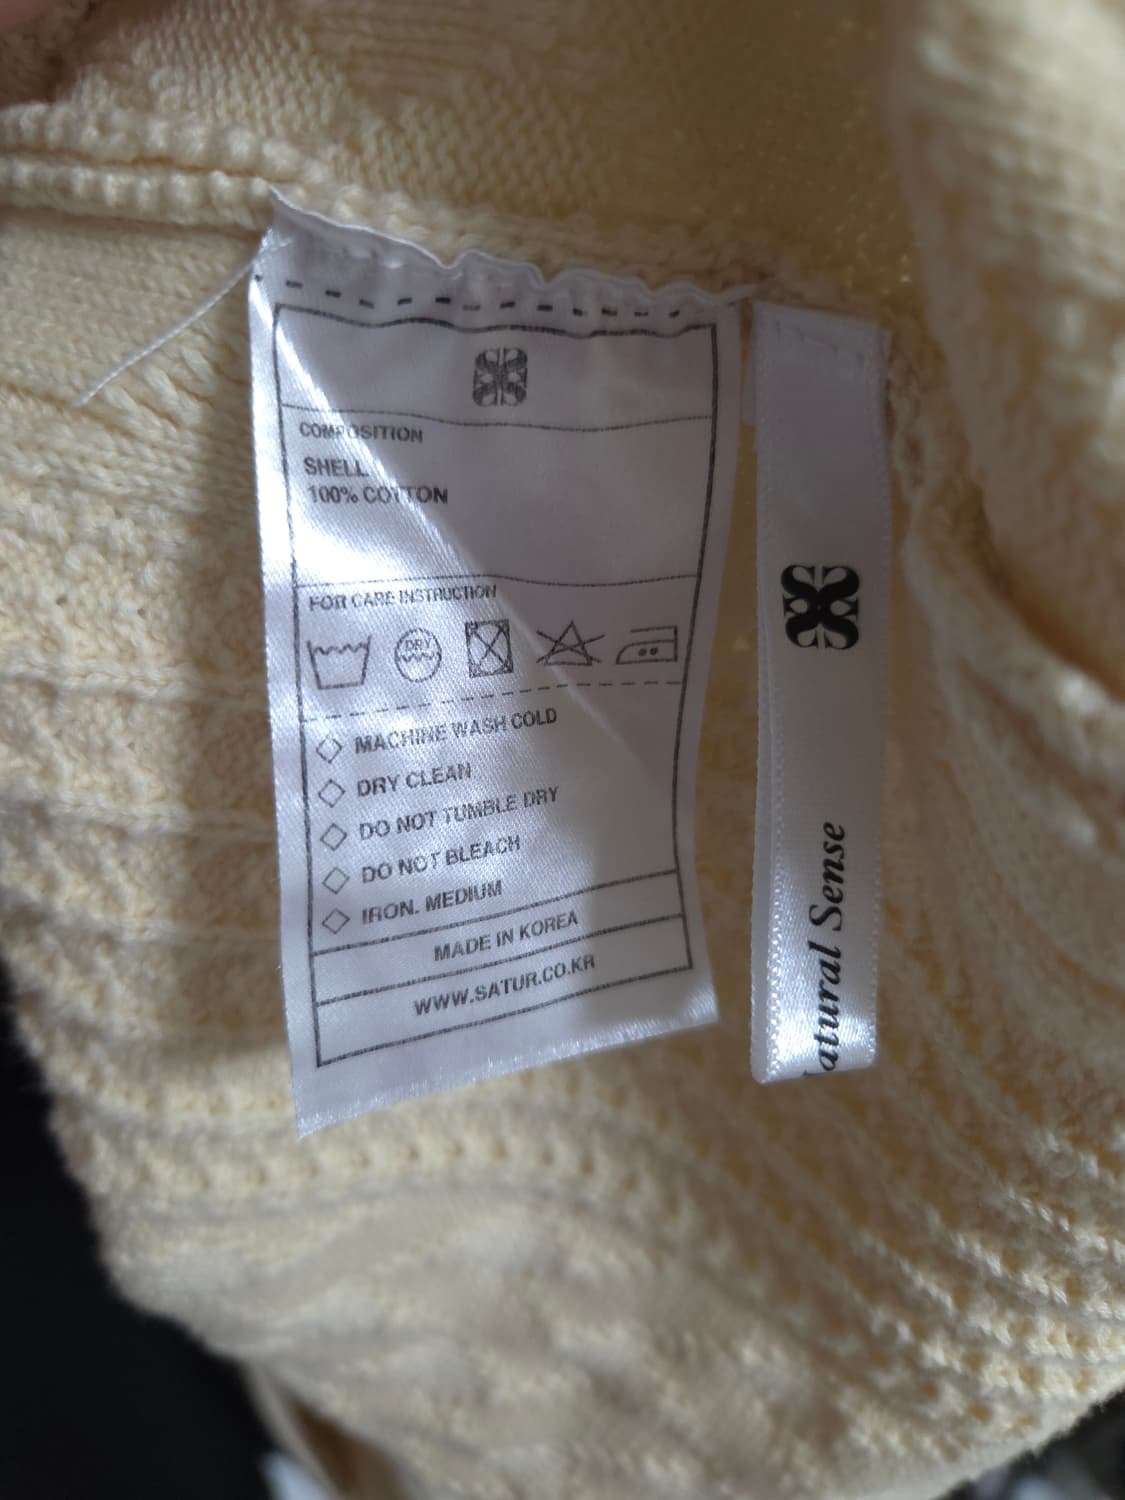 COMPOSITION
SHELL
100% COTTON
FOR CARE INSTRUCTION
DRY
MACHINE WASH COLD
DRY CLEAN
DO NOT TUMBLE DRY
DO NOT BLEACH
IRON. MEDIUM
MADE IN KOREA
WWW.SATUR.CO.KR
atural Sense